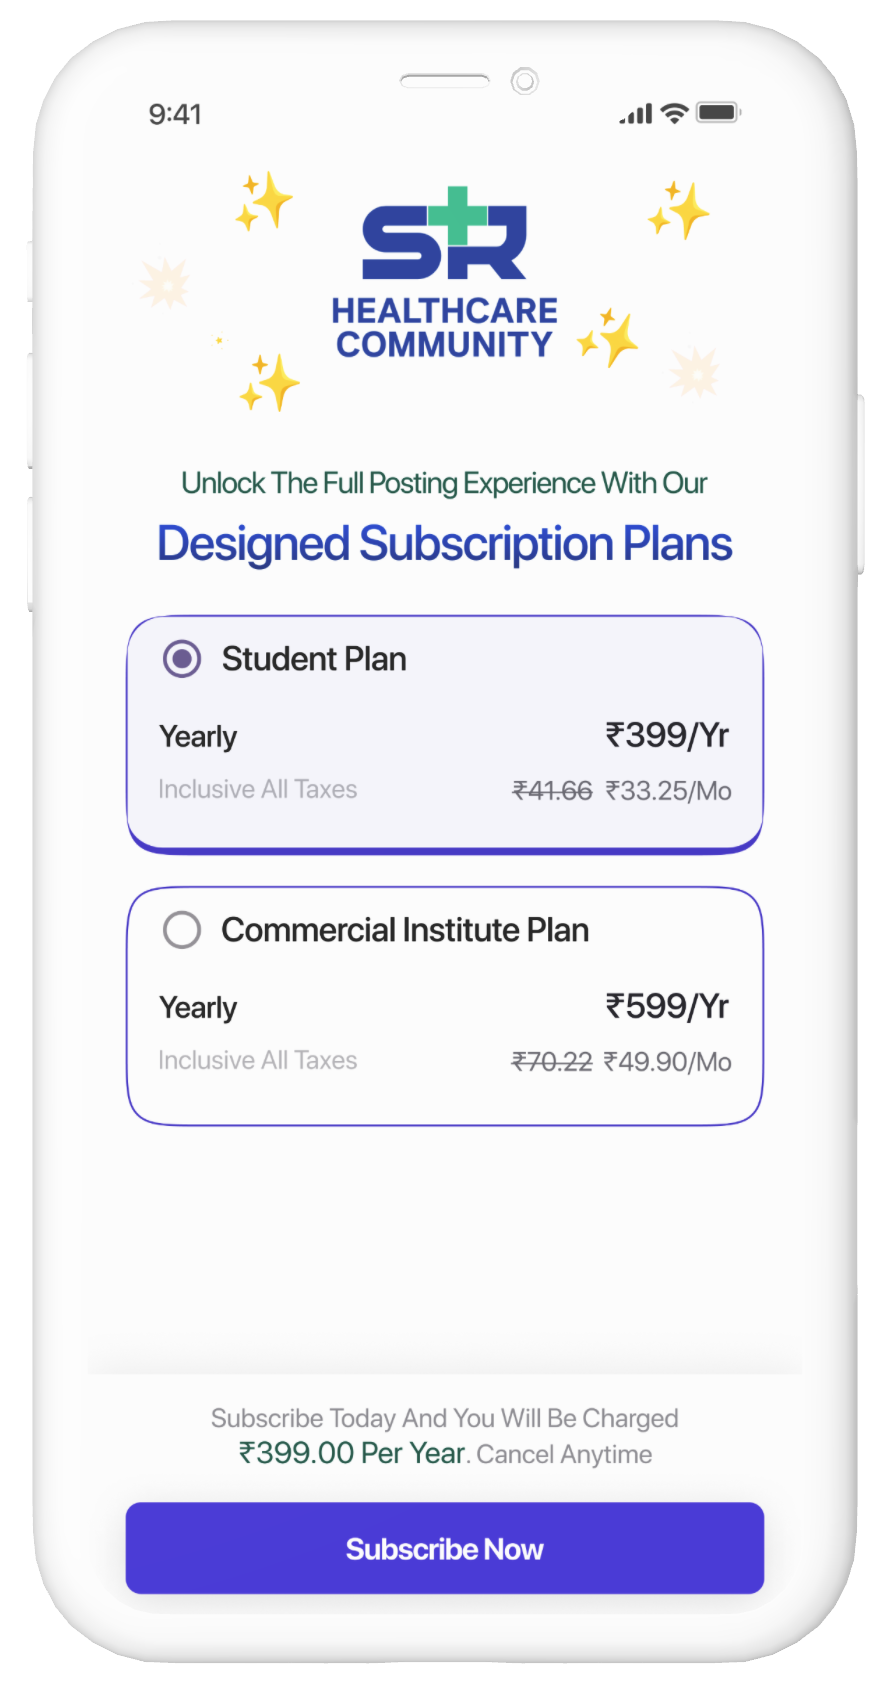 9:41
SR
HEALTHCARE
COMMUNITY
Unlock The Full Posting Experience With Our
Designed Subscription Plans
Student Plan
Yearly ₹399/Yr
Inclusive All Taxes ₹41.66 ₹33.25/Mo
Commercial Institute Plan
Yearly ₹599/Yr
Inclusive All Taxes ₹70.22 ₹49.90/Mo
Subscribe Today And You Will Be Charged
₹399.00 Per Year. Cancel Anytime
Subscribe Now